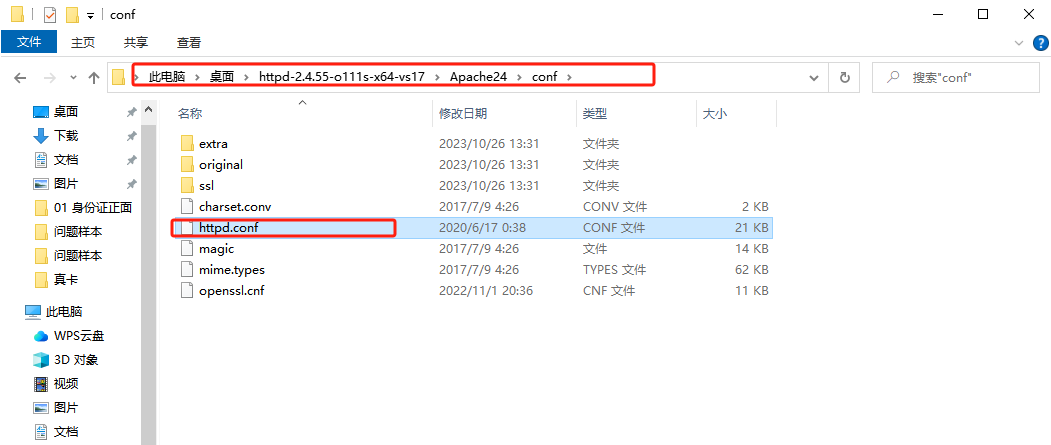 conf
文件 主页 共享 查看
此电脑 桌面 httpd-2.4.55-o111s-x64-vs17 Apache24 conf 搜索"conf"
桌面
下载
文档
图片
01 身份证正面
问题样本
问题样本
真卡
此电脑
WPS云盘
3D 对象
视频
图片
文档
名称 修改日期 类型 大小
extra 2023/10/26 13:31 文件夹
original 2023/10/26 13:31 文件夹
ssl 2023/10/26 13:31 文件夹
charset.conv 2017/7/9 4:26 CONV 文件 2 KB
httpd.conf 2020/6/17 0:38 CONF 文件 21 KB
magic 2017/7/9 4:26 文件 14 KB
mime.types 2017/7/9 4:26 TYPES 文件 62 KB
openssl.cnf 2022/11/1 20:36 CNF 文件 11 KB